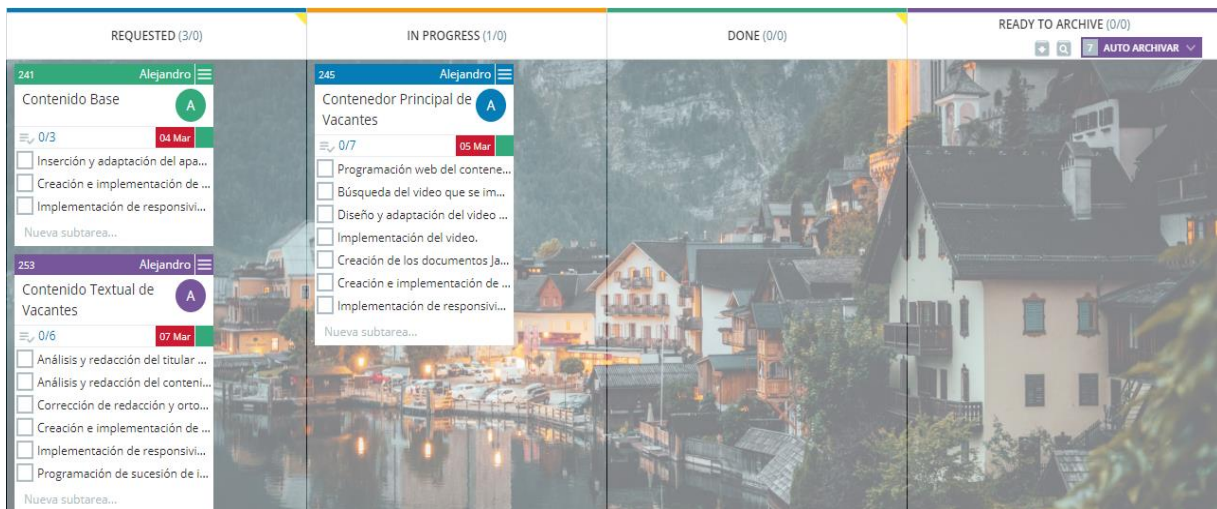 REQUESTED (3/0)
IN PROGRESS (1/0)
DONE (0/0)
READY TO ARCHIVE (0/0)
7 AUTO ARCHIVAR
241 Alejandro
Contenido Base
A
0/3 04 Mar
Inserción y adaptación del apa...
Creación e implementación de ...
Implementación de responsivi...
Nueva subtarea...
253 Alejandro
Contenido Textual de
Vacantes
A
0/6 07 Mar
Análisis y redacción del titular ...
Análisis y redacción del conteni...
Corrección de redacción y orto...
Creación e implementación de ...
Implementación de responsivi...
Programación de sucesión de i...
Nueva subtarea...
245 Alejandro
Contenedor Principal de
Vacantes
A
0/7 05 Mar
Programación web del contene...
Búsqueda del video que se im...
Diseño y adaptación del video ...
Implementación del video.
Creación de los documentos Ja...
Creación e implementación de ...
Implementación de responsivi...
Nueva subtarea...